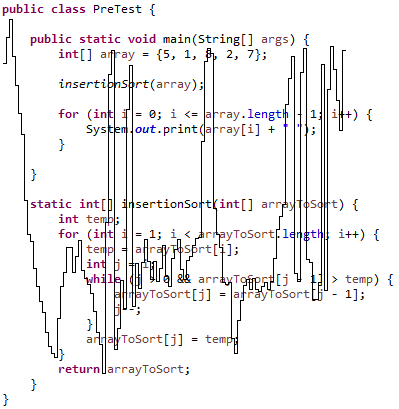 public class PreTest {
public static void main(String[] args) {
int[] array = {5, 1, 8, 2, 7};
insertionSort(array);
for (int i = 0; i <= array.length - 1; i++) {
System.out.print(array[i] + " ");
}
}
static int[] insertionSort(int[] arrayToSort) {
int temp;
for (int i = 1; i < arrayToSort.length; i++) {
temp = arrayToSort[i];
int j = i;
while (j > 0 && arrayToSort[j - 1] > temp) {
arrayToSort[j] = arrayToSort[j - 1];
j--;
}
arrayToSort[j] = temp;
}
return arrayToSort;
}
}